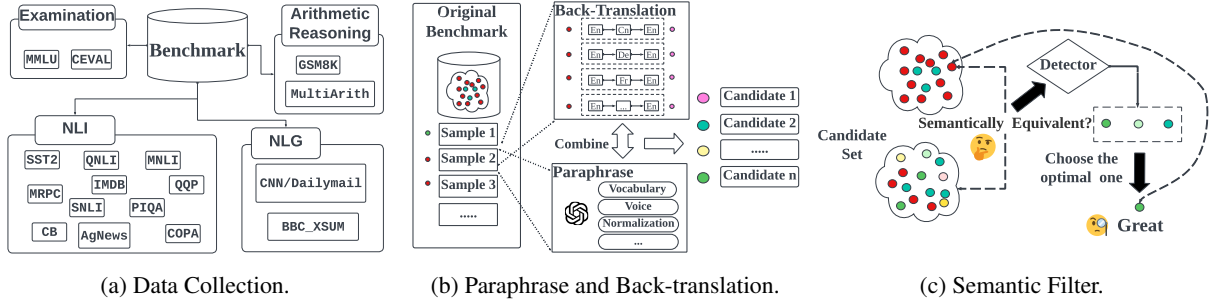 Examination
MMLU
CEVAL
Benchmark
Arithmetic
Reasoning
GSM8K
MultiArith
NLI
SST2
QNLI
MNLI
MRPC
IMDB
QQP
SNLI
PIQA
CB
AgNews
COPA
NLG
CNN/Dailymail
BBC_XSUM
(a) Data Collection.
Original
Benchmark
Sample 1
Sample 2
Sample 3
.....
Back-Translation
En Cn En
En De En
En Fr En
En ... En
Combine
Paraphrase
Vocabulary
Voice
Normalization
...
Candidate 1
Candidate 2
.....
Candidate n
(b) Paraphrase and Back-translation.
Detector
Semantically Equivalent?
Candidate
Set
Choose the
optimal one
Great
(c) Semantic Filter.